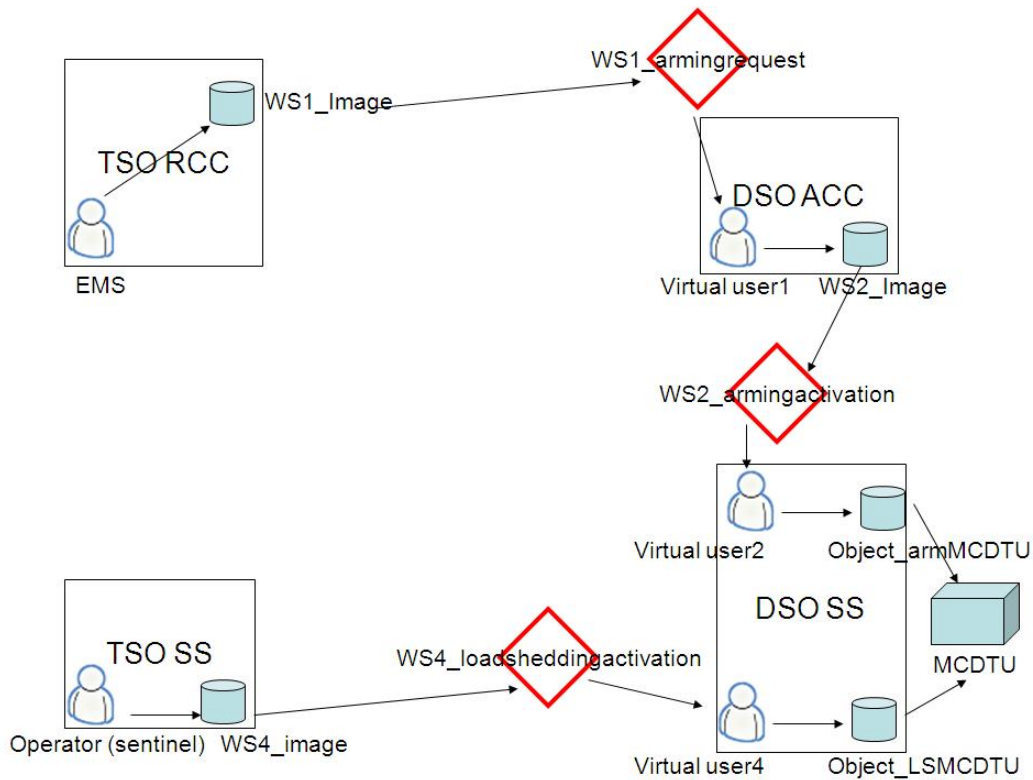 WS1_armingrequest
WS1_Image
TSO RCC
EMS
DSO ACC
Virtual user1
WS2_Image
WS2_armingactivation
Virtual user2
Object_armMCDTU
DSO SS
MCDTU
TSO SS
WS4_loadsheddingactivation
Operator (sentinel)
WS4_image
Virtual user4
Object_LSMCDTU